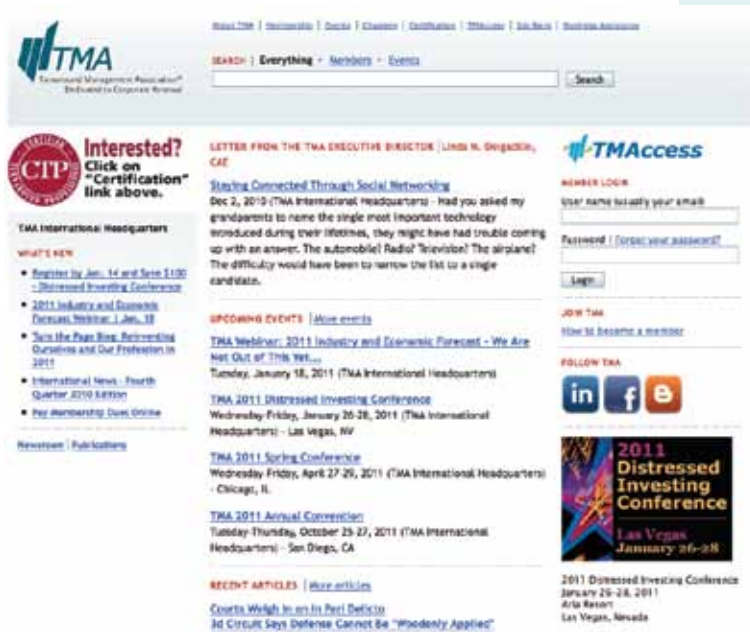 TMA
Turnaround Management Association®
Dedicated to Corporate Renewal
About TMA | Membership | Events | Chapters | Certification | TMAccess | Job Bank |
SEARCH | Everything • Members • Events
Search
CERTIFIED
CTP
Interested?
Click on
"Certification"
link above.
TMA International Headquarters
WHAT'S NEW
Register by Jan. 14 and Save $100
- Distressed Investing Conference
2011 Industry and Economic
Forecast Webinar | Jan. 18
Turn the Page Blog: Reinventing
Ourselves and Our Profession in
2011
International News - Fourth
Quarter 2010 Edition
Pay Membership Dues Online
Newsroom | Publications
LETTER FROM THE TMA EXECUTIVE DIRECTOR | Linda M.
CAE
Staying Connected Through Social Networking
Dec 2, 2010 (TMA International Headquarters) - Had you asked my
grandparents to name the single most important technology
introduced during their lifetimes, they might have had trouble coming
up with an answer. The automobile? Radio? Television? The airplane?
The difficulty would have been to narrow the list to a single
candidate.
UPCOMING EVENTS | More events
TMA Webinar: 2011 Industry and Economic Forecast - We Are
Not Out of This Yet...
Tuesday, January 18, 2011 (TMA International Headquarters)
TMA 2011 Distressed Investing Conference
Wednesday-Friday, January 26-28, 2011 (TMA International
Headquarters) - Las Vegas, NV
TMA 2011 Spring Conference
Wednesday-Friday, April 27-29, 2011 (TMA International Headquarters)
- Chicago, IL
TMA 2011 Annual Convention
Tuesday-Thursday, October 25-27, 2011 (TMA International
Headquarters) - San Diego, CA
RECENT ARTICLES | More articles
Courts Weigh In on In Pari Delicto
3d Circuit Says Defense Cannot Be "Woodenly Applied"
TMAccess
MEMBER LOGIN
User name (usually your email)
Password | Forgot your password?
Login
JOIN TMA
How to become a member
FOLLOW TMA
in f B
2011
Distressed
Investing
Conference
Las Vegas
January 26-28
2011 Distressed Investing Conference
January 26-28, 2011
Aria Resort
Las Vegas, Nevada